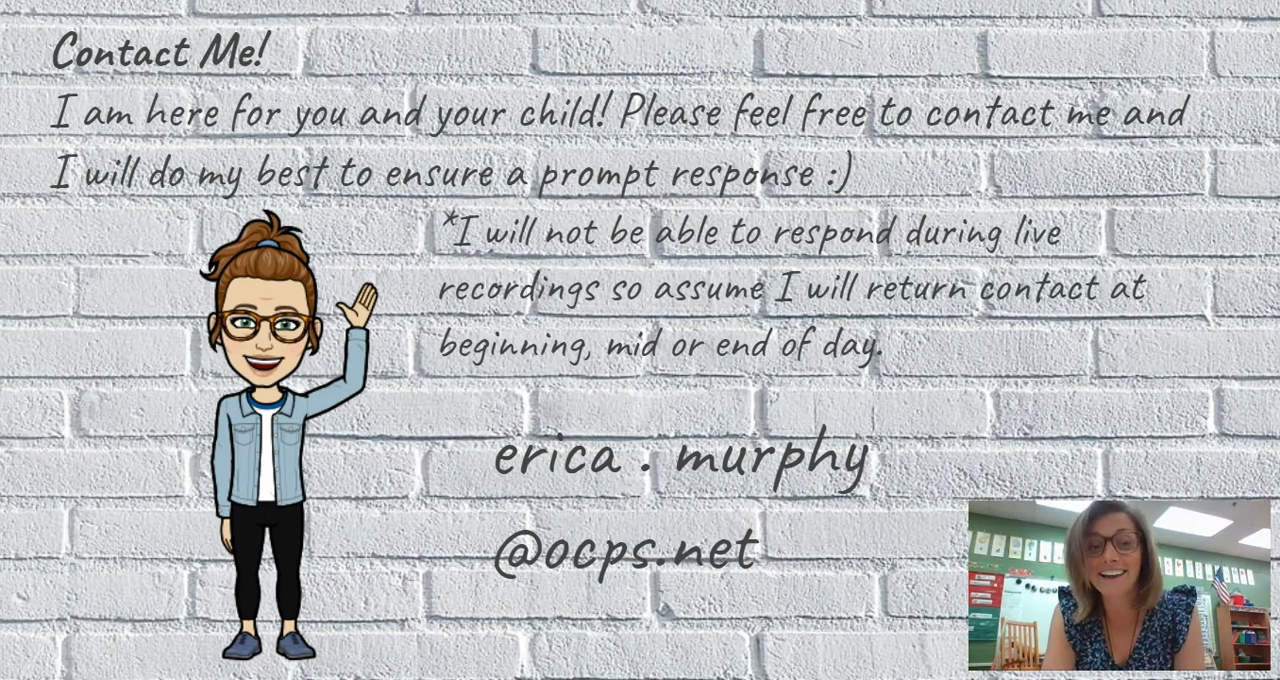 Contact Me!
I am here for you and your child! Please feel free to contact me and
I will do my best to ensure a prompt response :)
*I will not be able to respond during live
recordings so assume I will return contact at
beginning, mid or end of day.
erica . murphy
@ocps.net